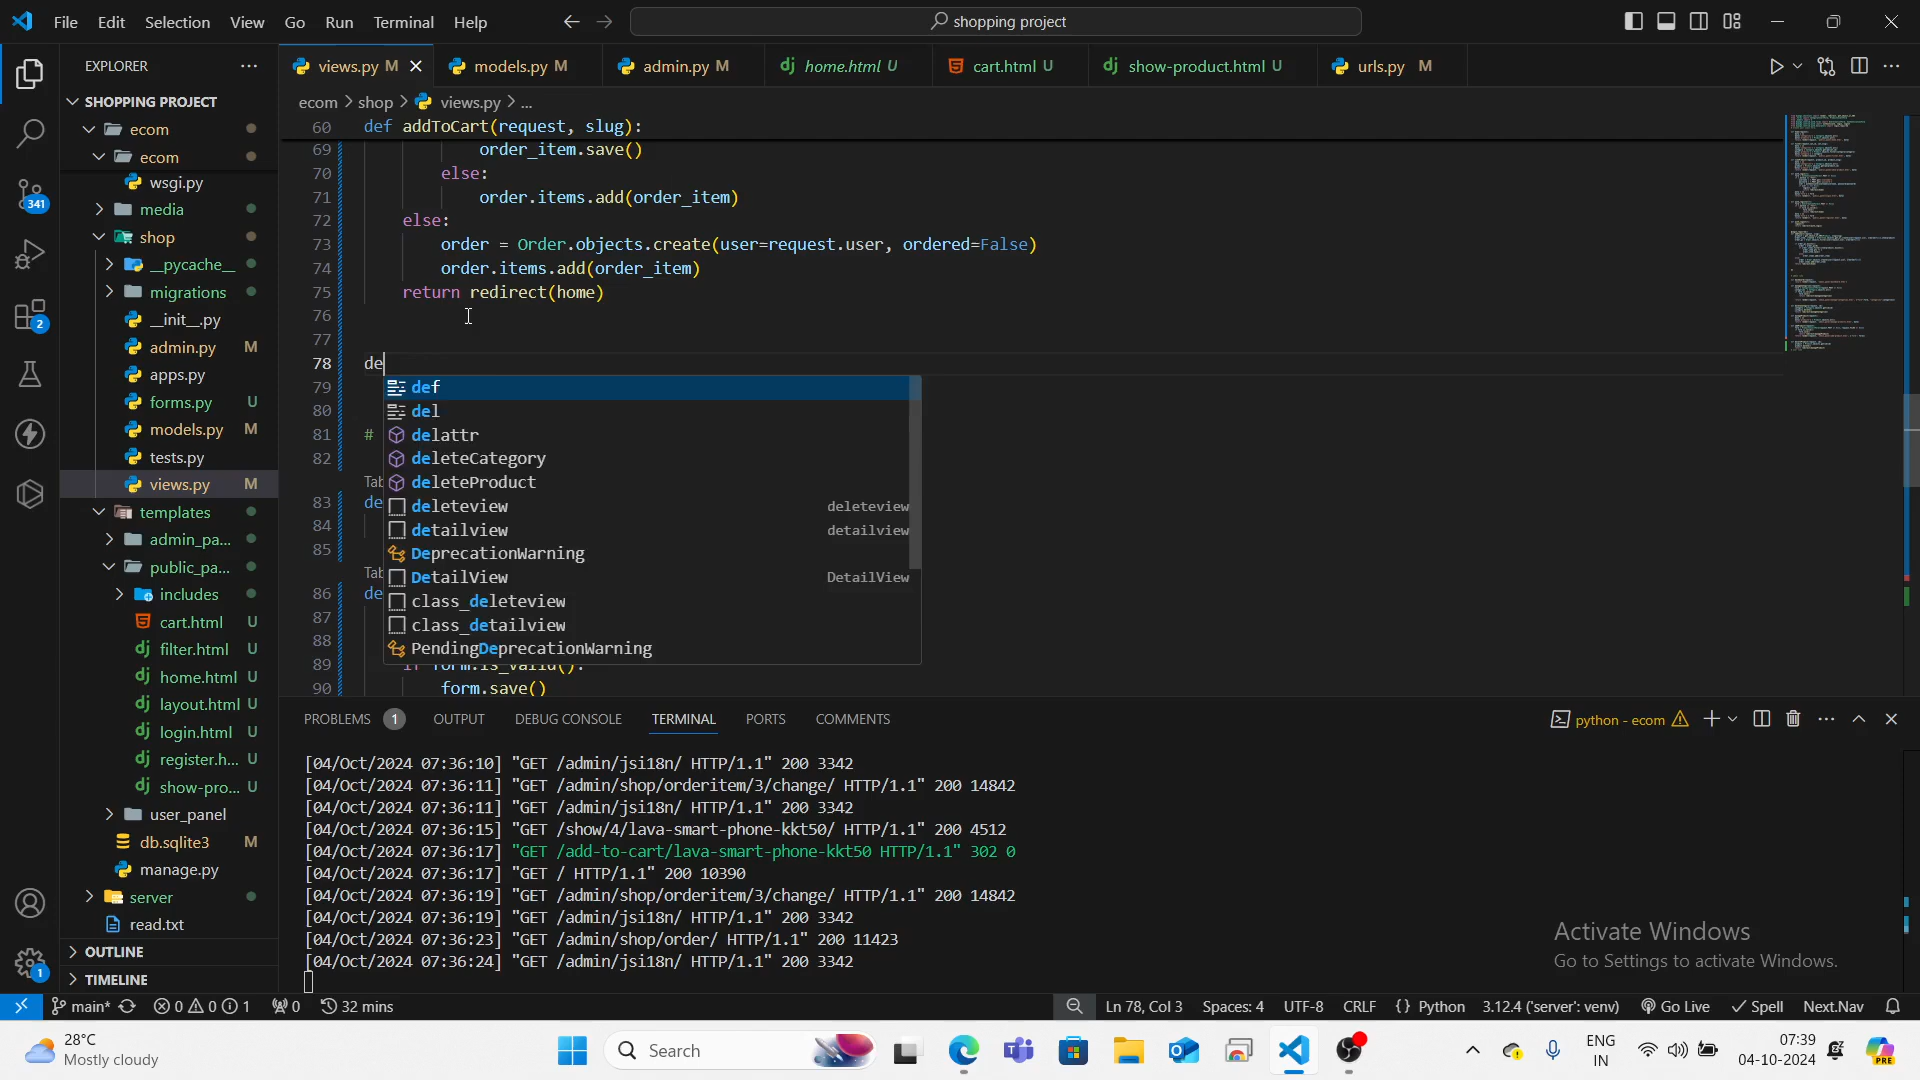 File Edit Selection View Go Run Terminal Help
shopping project
EXPLORER
views.py M
models.py M
admin.py M
home.html U
cart.html U
show-product.html U
urls.py M
SHOPPING PROJECT
ecom > shop > views.py > ...
ecom
ecom
wsgi.py
media
shop
__pycache__
migrations
__init__.py
admin.py M
apps.py
forms.py U
models.py M
tests.py
views.py M
templates
admin_pa...
public_pa...
includes
cart.html U
filter.html U
home.html U
layout.html U
login.html U
register.h... U
show-pro... U
user_panel
db.sqlite3 M
manage.py
server
read.txt
OUTLINE
TIMELINE
341
2
1
60 def addToCart(request, slug):
69 order_item.save()
70 else:
71 order.items.add(order_item)
72 else:
73 order = Order.objects.create(user=request.user, ordered=False)
74 order.items.add(order_item)
75 return redirect(home)
76
77
78 de
79
80
81 #
82
Tab
83 de
84
85
Tab
86 de
87
88
89 if form.is_valid():
90 form.save()
def
del
delattr
deleteCategory
deleteProduct
deleteview deleteview
detailview detailview
DeprecationWarning
DetailView DetailView
class_deleteview
class_detailview
PendingDeprecationWarning
PROBLEMS 1 OUTPUT DEBUG CONSOLE TERMINAL PORTS COMMENTS
python - ecom
[04/Oct/2024 07:36:10] "GET /admin/jsi18n/ HTTP/1.1" 200 3342
[04/Oct/2024 07:36:11] "GET /admin/shop/orderitem/3/change/ HTTP/1.1" 200 14842
[04/Oct/2024 07:36:11] "GET /admin/jsi18n/ HTTP/1.1" 200 3342
[04/Oct/2024 07:36:15] "GET /show/4/lava-smart-phone-kkt50/ HTTP/1.1" 200 4512
[04/Oct/2024 07:36:17] "GET /add-to-cart/lava-smart-phone-kkt50 HTTP/1.1" 302 0
[04/Oct/2024 07:36:17] "GET / HTTP/1.1" 200 10390
[04/Oct/2024 07:36:19] "GET /admin/shop/orderitem/3/change/ HTTP/1.1" 200 14842
[04/Oct/2024 07:36:19] "GET /admin/jsi18n/ HTTP/1.1" 200 3342
[04/Oct/2024 07:36:23] "GET /admin/shop/order/ HTTP/1.1" 200 11423
[04/Oct/2024 07:36:24] "GET /admin/jsi18n/ HTTP/1.1" 200 3342
Activate Windows
Go to Settings to activate Windows.
main* 0 0 1 0 32 mins Ln 78, Col 3 Spaces: 4 UTF-8 CRLF {} Python 3.12.4 ('server': venv) Go Live Spell Next.Nav
28°C
Mostly cloudy
Search
ENG
IN
07:39
04-10-2024
PRE